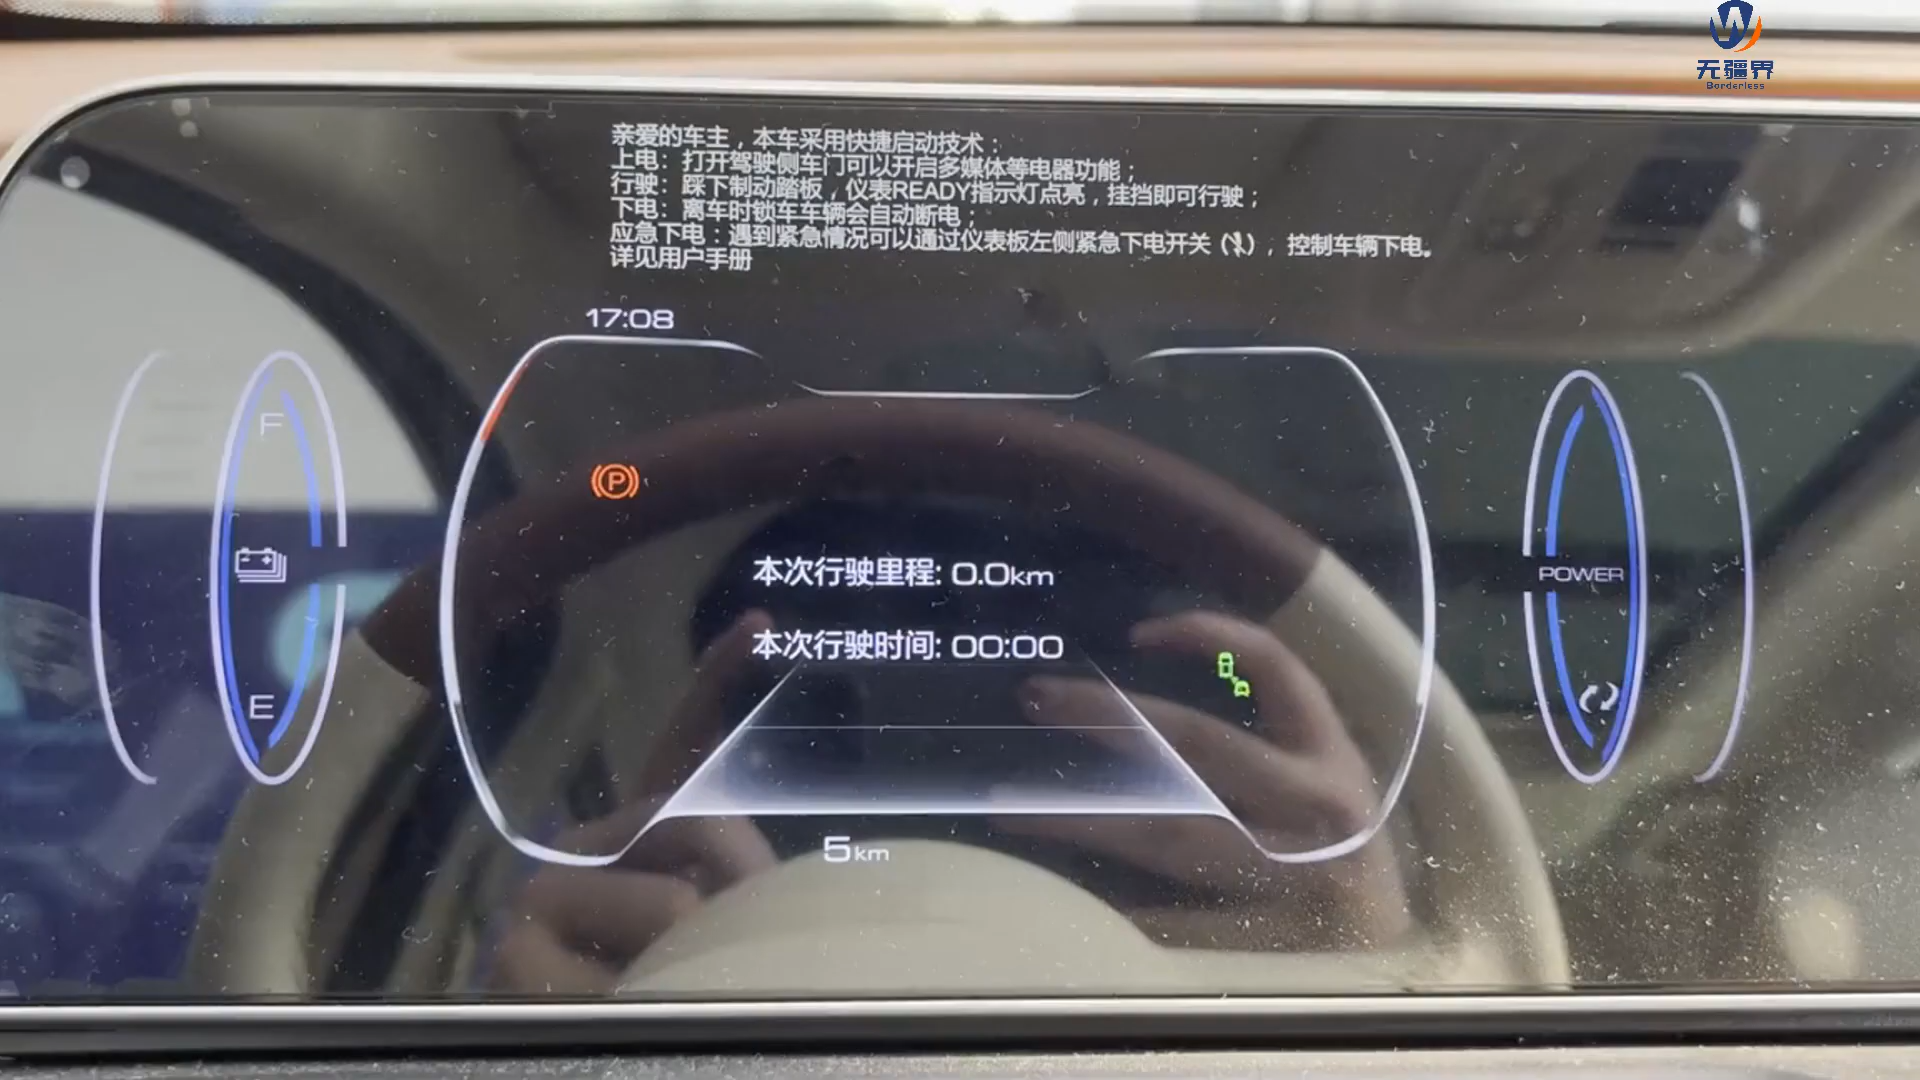 无疆界
Borderless
亲爱的车主，本车采用快捷启动技术：
上电：打开驾驶侧车门可以开启多媒体等电器功能；
行驶：踩下制动踏板，仪表READY指示灯点亮，挂挡即可行驶；
下电：离车时锁车车辆会自动断电；
应急下电：遇到紧急情况可以通过仪表板左侧紧急下电开关（），控制车辆下电。
详见用户手册
17:08
F
P
POWER
本次行驶里程: 0.0km
本次行驶时间: 00:00
E
5km